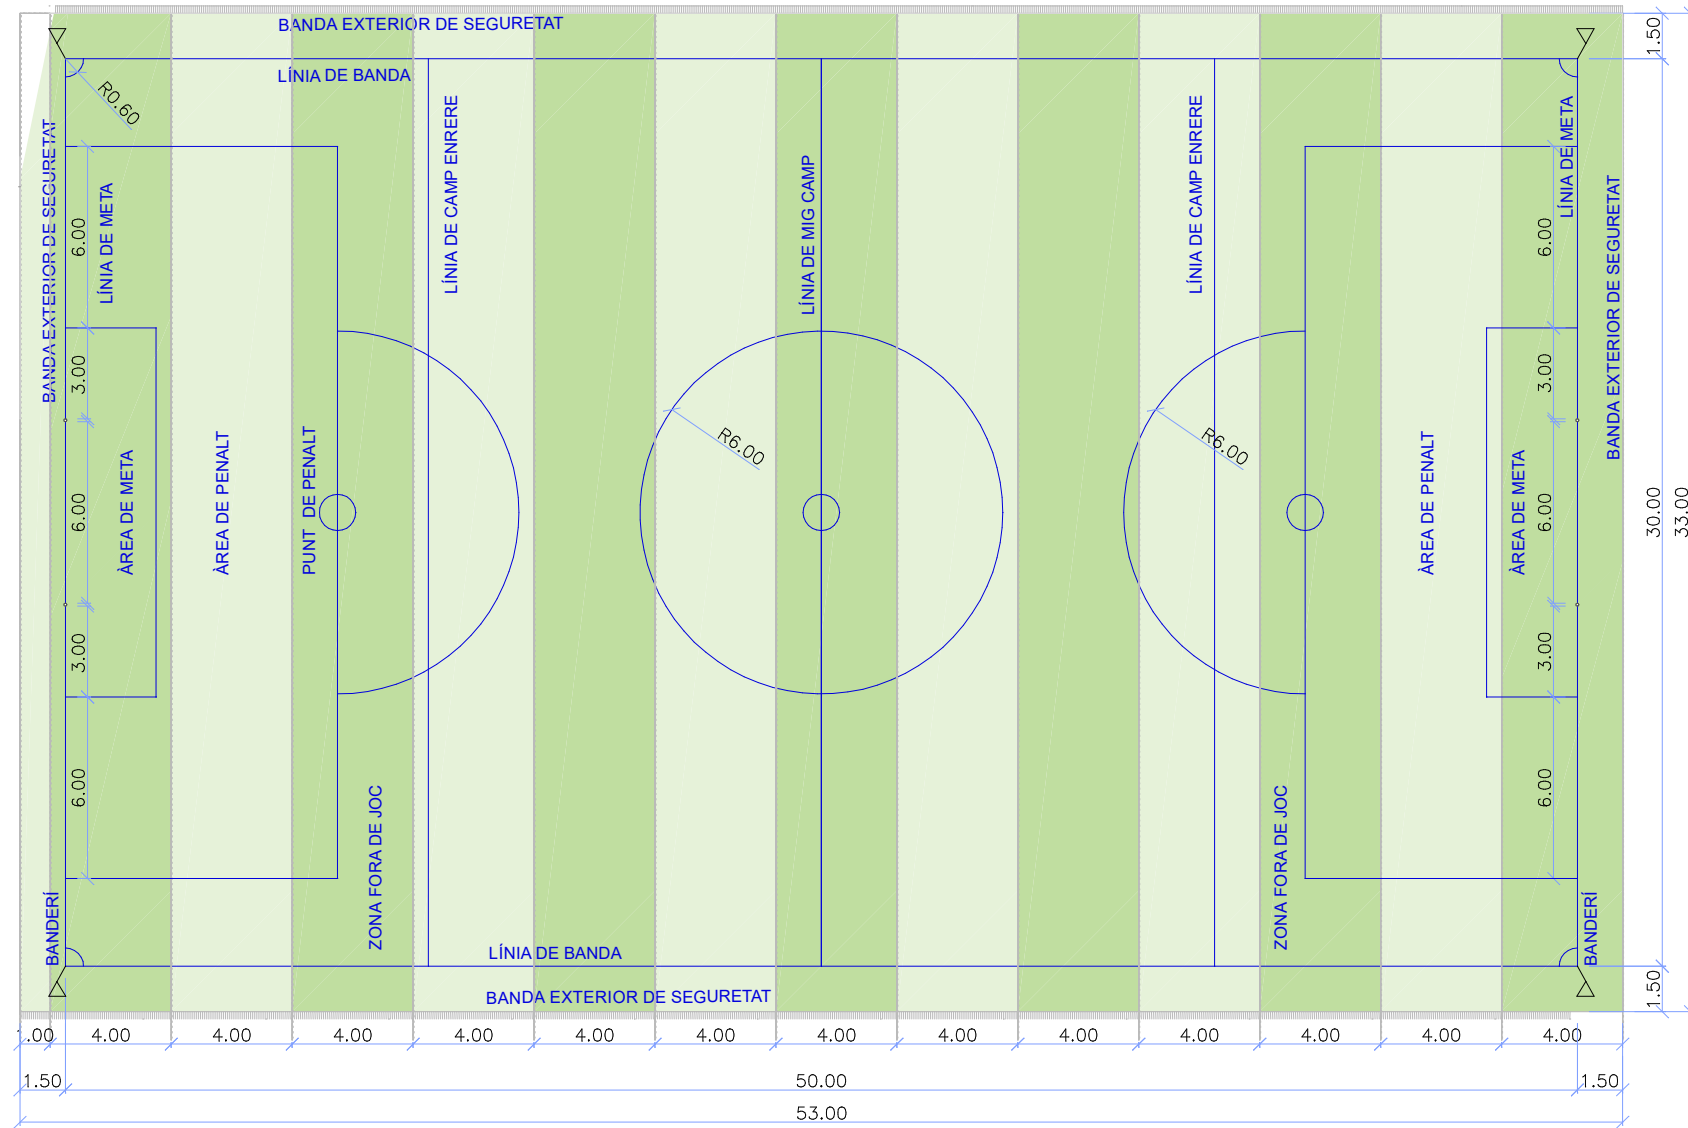 BANDA EXTERIOR DE SEGURETAT
1.50
LÍNIA DE BANDA
R0.60
BANDA EXTERIOR DE SEGURETAT
LÍNIA DE META
6.00
3.00
6.00
3.00
6.00
ÀREA DE META
ÀREA DE PENALT
PUNT DE PENALT
LÍNIA DE CAMP ENRERE
LÍNIA DE MIG CAMP
R6.00
LÍNIA DE CAMP ENRERE
R6.00
LÍNIA DE META
6.00
3.00
6.00
3.00
6.00
ÀREA DE PENALT
ÀREA DE META
BANDA EXTERIOR DE SEGURETAT
30.00
33.00
BANDERÍ
ZONA FORA DE JOC
ZONA FORA DE JOC
BANDERÍ
LÍNIA DE BANDA
BANDA EXTERIOR DE SEGURETAT
1.50
.00 4.00 4.00 4.00 4.00 4.00 4.00 4.00 4.00 4.00 4.00 4.00 4.00 4.00
1.50 50.00 1.50
53.00